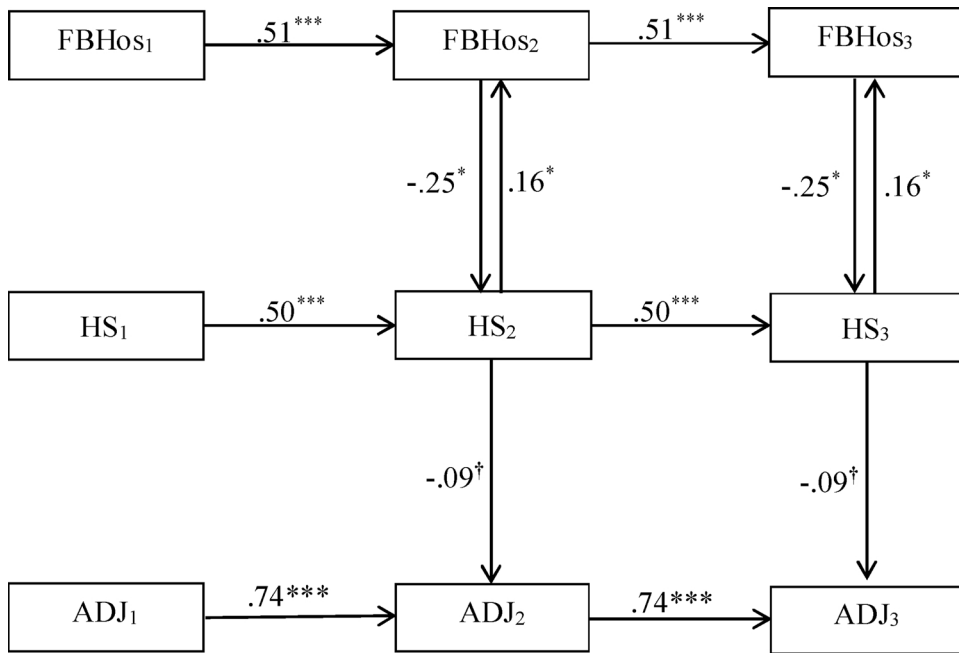 FBHos₁ .51*** FBHos₂ .51*** FBHos₃
-.25* .16* -.25* .16*
HS₁ .50*** HS₂ .50*** HS₃
-.09† -.09†
ADJ₁ .74*** ADJ₂ .74*** ADJ₃